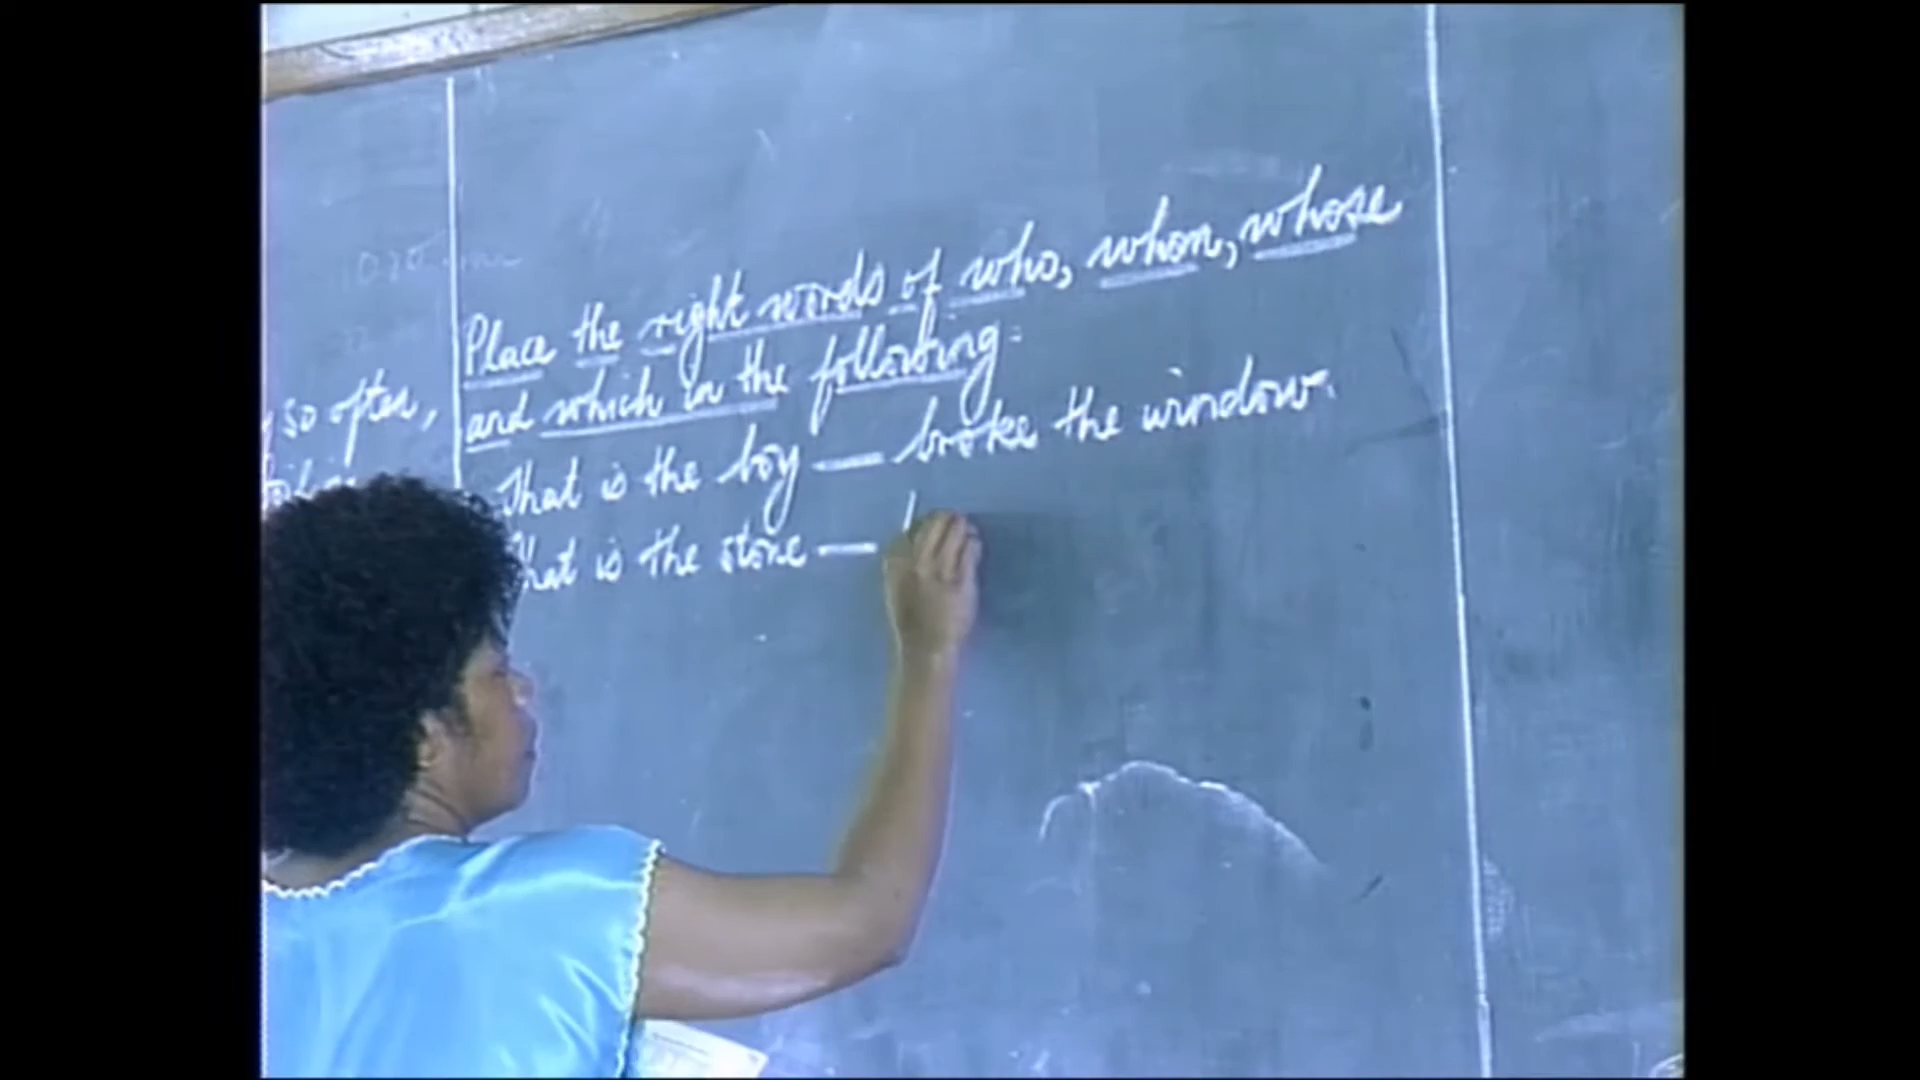 so often,
Place the right words of who, whom, whose
and which in the following:
That is the boy — broke the window.
That is the stone —